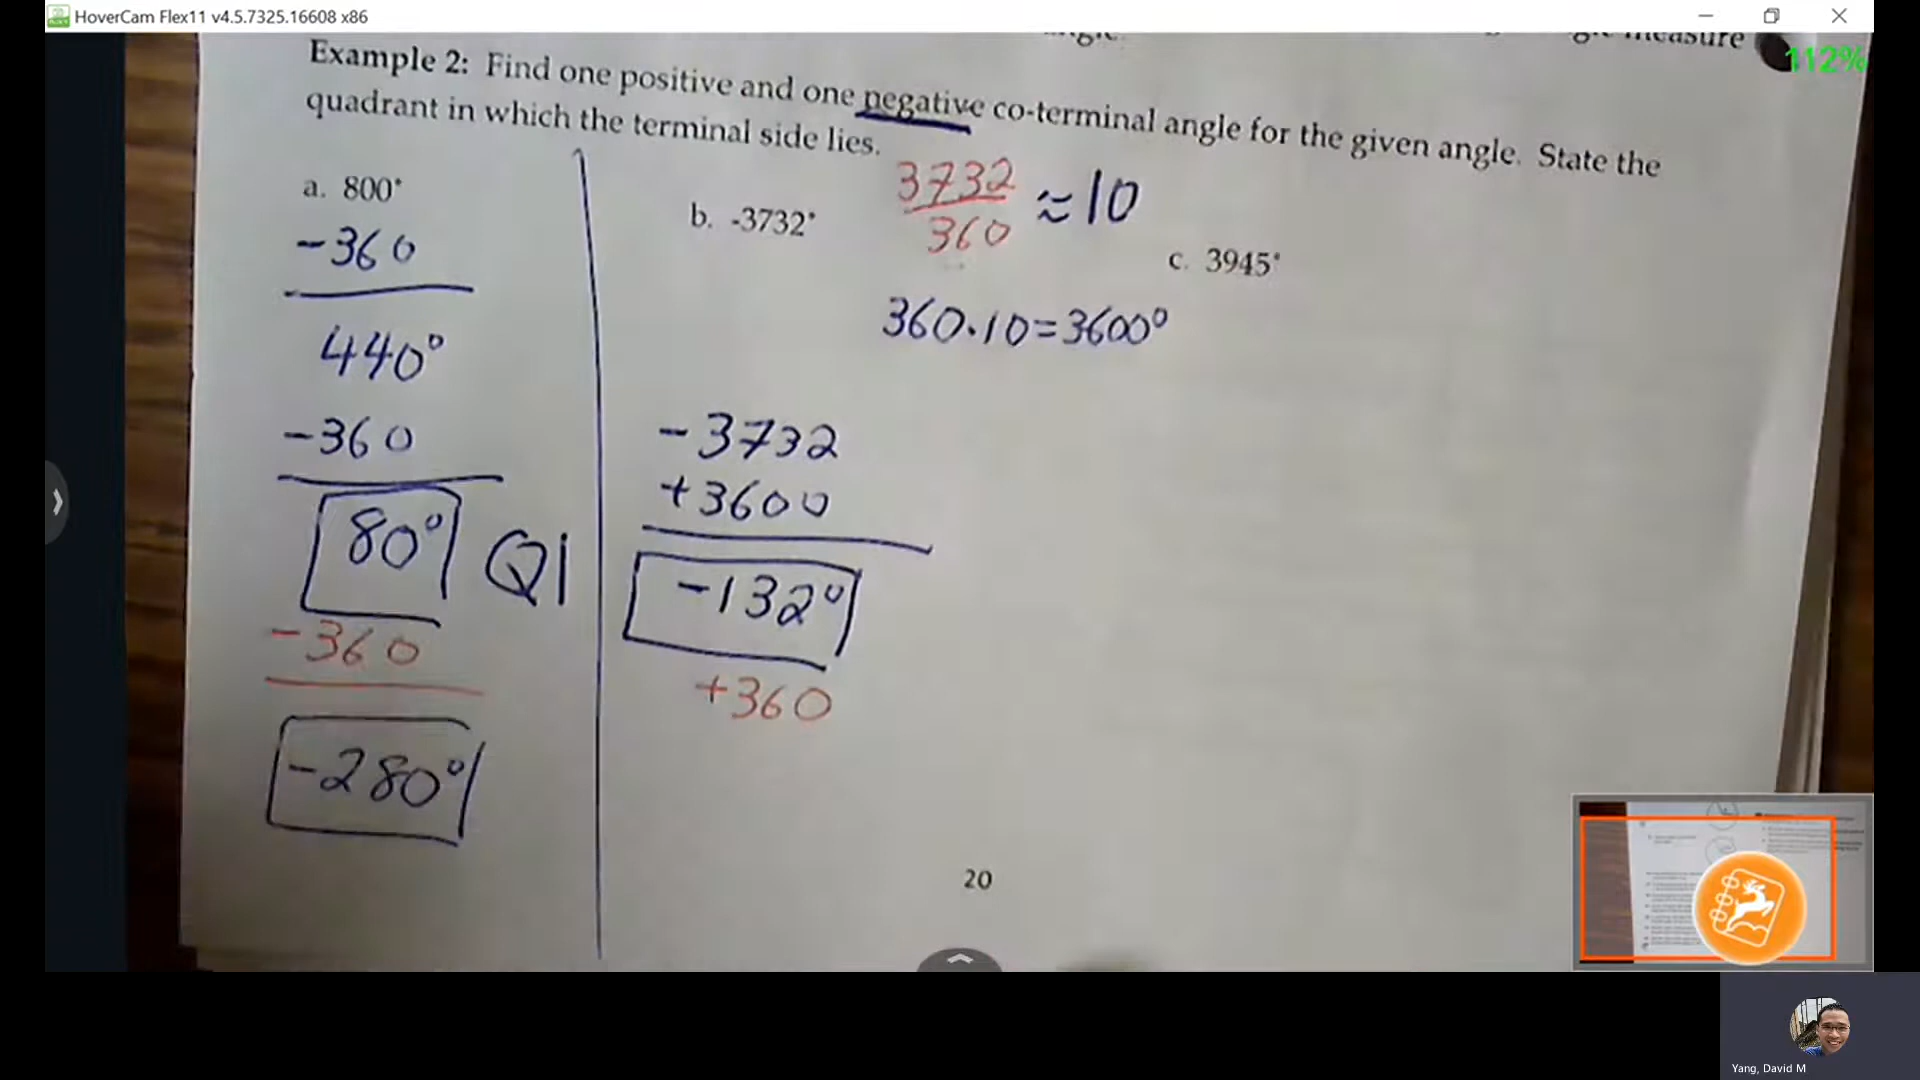 HoverCam Flex11 v4.5.7325.16608 x86
measure
112%
Example 2: Find one positive and one negative co-terminal angle for the given angle. State the
quadrant in which the terminal side lies.
a. 800°
-360
440°
-360
80° Q1
-360
-280°
b. -3732°
3732
360
≈10
360·10=3600°
-3732
+3600
-132°
+360
c. 3945°
20
Yang, David M